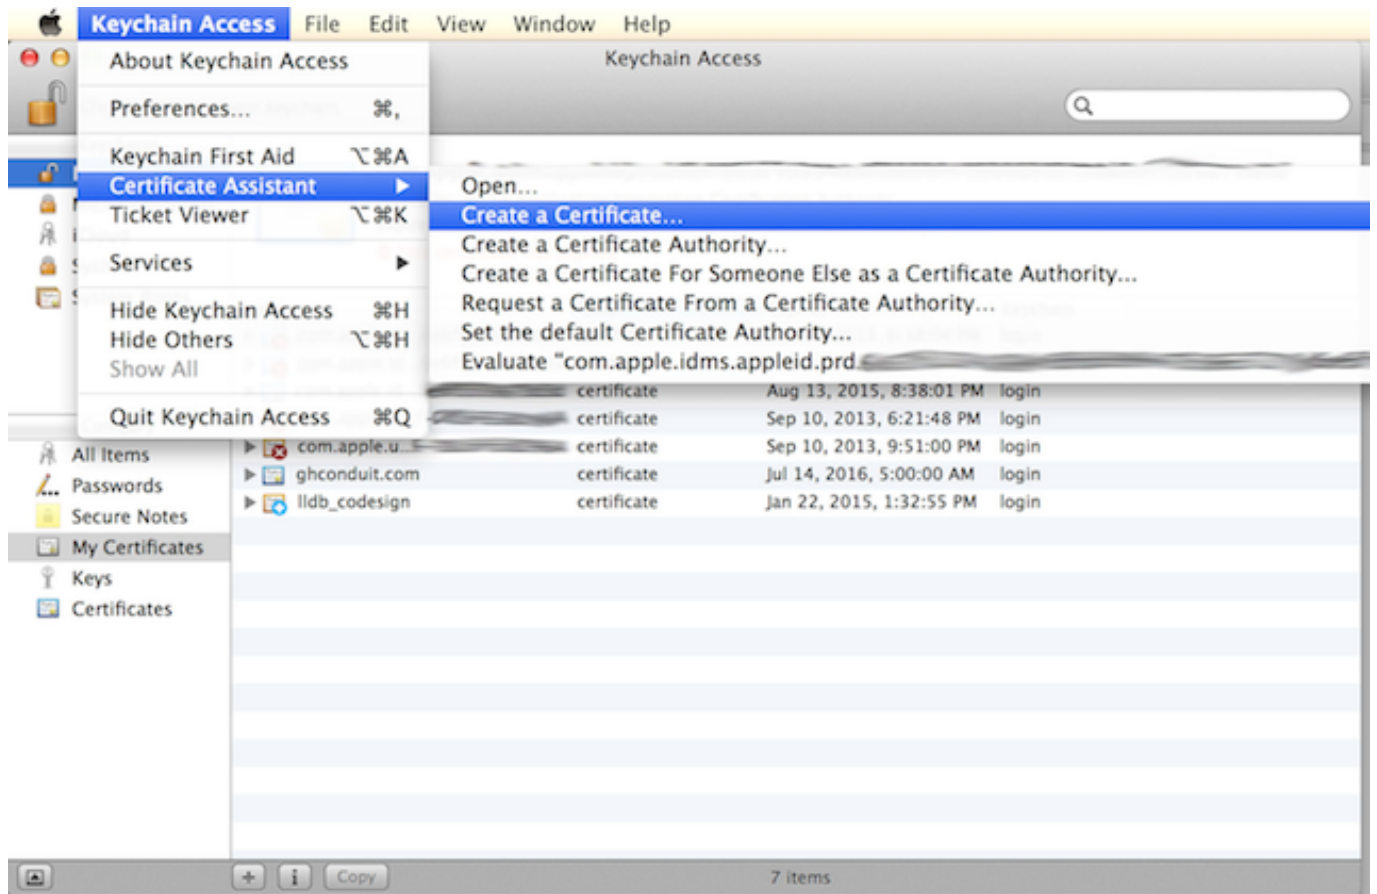 Keychain Access File Edit View Window Help
Keychain Access
About Keychain Access
Preferences... ⌘,
Keychain First Aid ⌥⌘A
Certificate Assistant ▶
Ticket Viewer ⌥⌘K
Services ▶
Hide Keychain Access ⌘H
Hide Others ⌥⌘H
Show All
Quit Keychain Access ⌘Q
Open...
Create a Certificate...
Create a Certificate Authority...
Create a Certificate For Someone Else as a Certificate Authority...
Request a Certificate From a Certificate Authority...
Set the default Certificate Authority...
Evaluate "com.apple.idms.appleid.prd.
certificate Aug 13, 2015, 8:38:01 PM login
certificate Sep 10, 2013, 6:21:48 PM login
com.apple.u... certificate Sep 10, 2013, 9:51:00 PM login
ghconduit.com certificate Jul 14, 2016, 5:00:00 AM login
lldb_codesign certificate Jan 22, 2015, 1:32:55 PM login
All Items
Passwords
Secure Notes
My Certificates
Keys
Certificates
+ i Copy 7 items